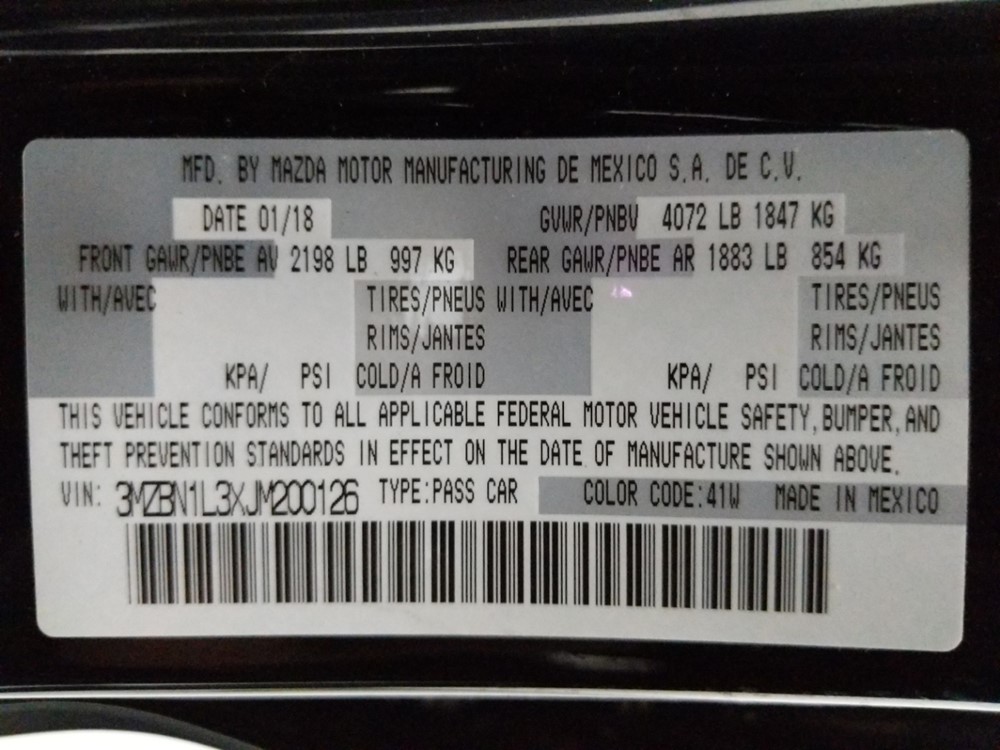 MFD. BY MAZDA MOTOR MANUFACTURING DE MEXICO S.A. DE C.V.
DATE 01/18 GVWR/PNBV 4072 LB 1847 KG
FRONT GAWR/PNBE AV 2198 LB 997 KG REAR GAWR/PNBE AR 1883 LB 854 KG
WITH/AVEC TIRES/PNEUS WITH/AVEC TIRES/PNEUS
RIMS/JANTES RIMS/JANTES
KPA/ PSI COLD/A FROID KPA/ PSI COLD/A FROID
THIS VEHICLE CONFORMS TO ALL APPLICABLE FEDERAL MOTOR VEHICLE SAFETY, BUMPER, AND
THEFT PREVENTION STANDARDS IN EFFECT ON THE DATE OF MANUFACTURE SHOWN ABOVE.
VIN: 3MZBN1L3XJM200126 TYPE:PASS CAR COLOR CODE:41W MADE IN MEXICO